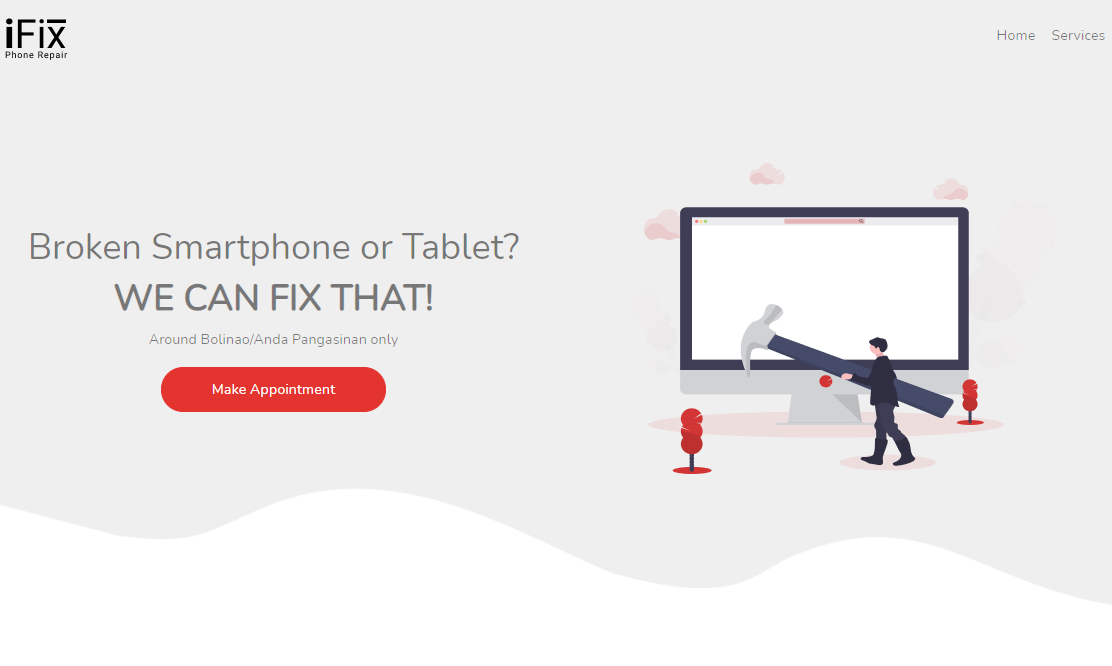 iFix
Phone Repair
Home
Services
Broken Smartphone or Tablet?
WE CAN FIX THAT!
Around Bolinao/Anda Pangasinan only
Make Appointment